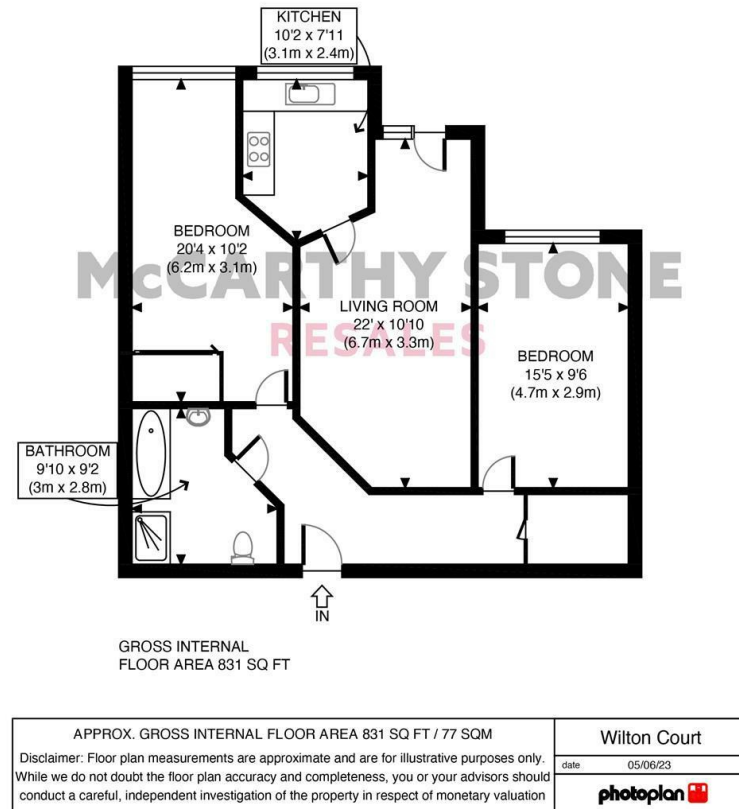 KITCHEN
10'2 x 7'11
(3.1m x 2.4m)
BEDROOM
20'4 x 10'2
(6.2m x 3.1m)
McCARTHY STONE
RESALES
LIVING ROOM
22' x 10'10
(6.7m x 3.3m)
BEDROOM
15'5 x 9'6
(4.7m x 2.9m)
BATHROOM
9'10 x 9'2
(3m x 2.8m)
IN
GROSS INTERNAL
FLOOR AREA 831 SQ FT
APPROX. GROSS INTERNAL FLOOR AREA 831 SQ FT / 77 SQM
Disclaimer: Floor plan measurements are approximate and are for illustrative purposes only.
While we do not doubt the floor plan accuracy and completeness, you or your advisors should
conduct a careful, independent investigation of the property in respect of monetary valuation
Wilton Court
date 05/06/23
photoplan